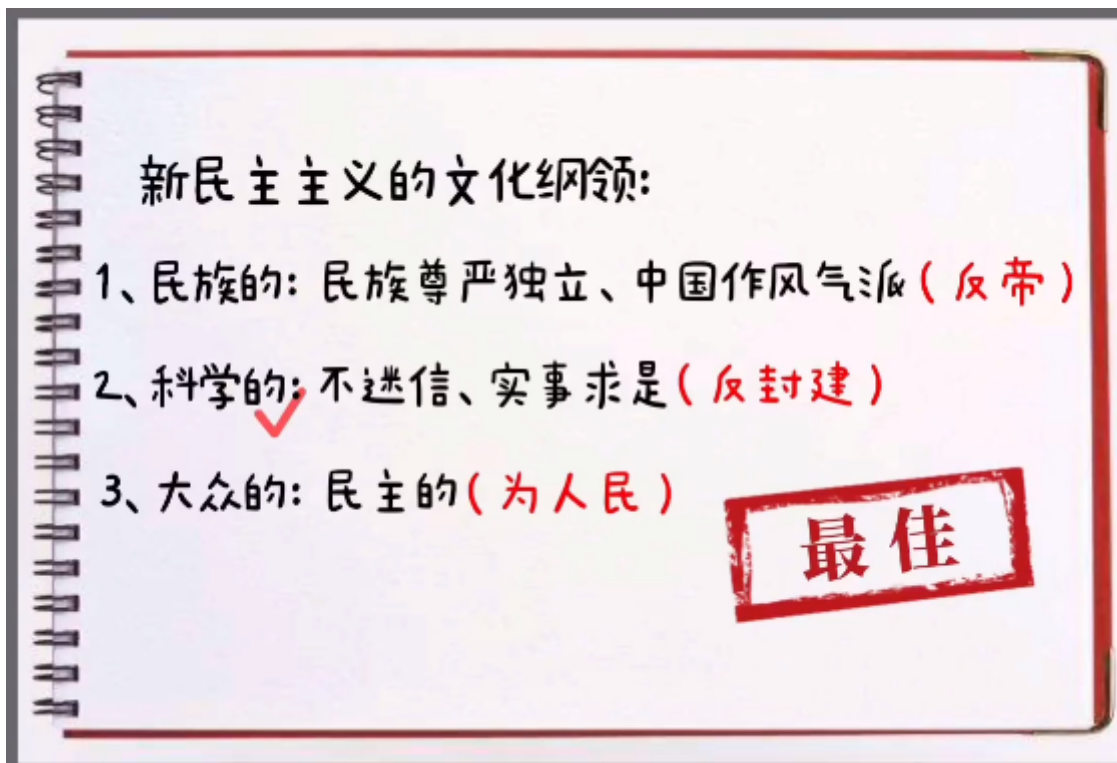 新民主主义的文化纲领:
1、民族的: 民族尊严独立、中国作风气派(反帝)
2、科学的: 不迷信、实事求是(反封建)
3、大众的: 民主的(为人民)
最佳